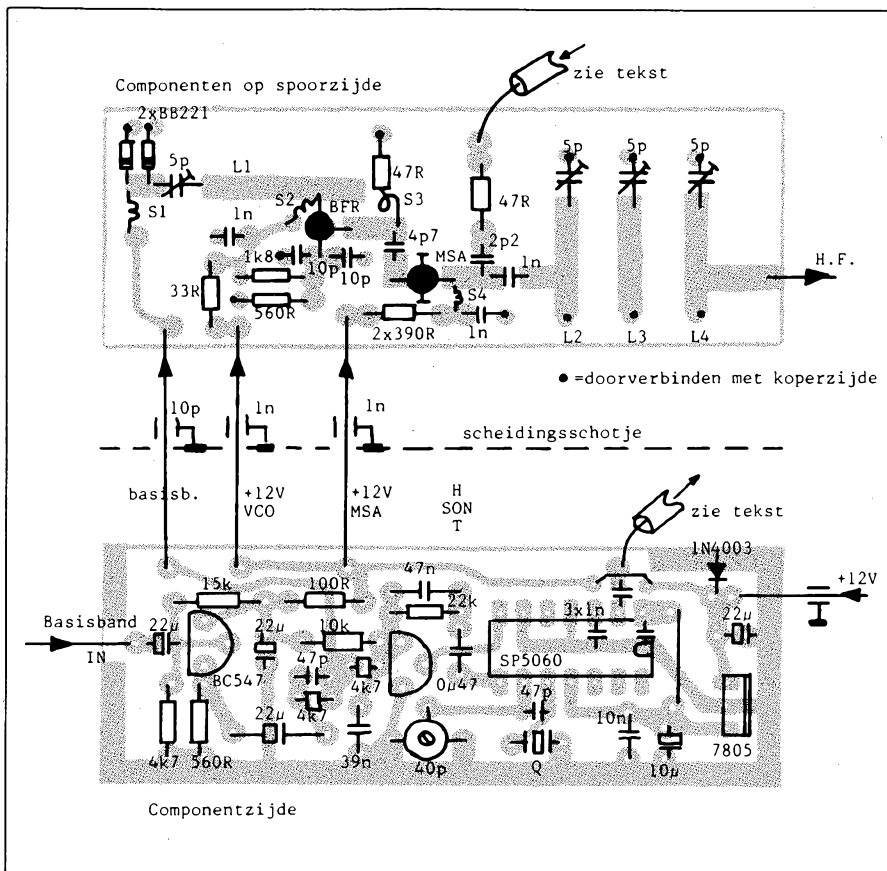 Componenten op spoorzijde
zie tekst
2xBB221
5p
L1
47R
S3
47R
5p
5p
5p
S1
S2
BFR
1n
4p7
2p2
MSA
1n
H.F.
1k8
10p
10p
33R
560R
S4
2x390R
1n
L2
L3
L4
●=doorverbinden met koperzijde
10p
1n
1n
scheidingsschotje
basisb.
+12V
VCO
+12V
MSA
H
SON
T
zie tekst
1N4003
+12V
47n
15k
100R
22k
Basisband
IN
22µ
22µ
10k
3x1n
22µ
BC547
47p
4k7
0µ47
SP5060
4k7
47p
22µ
10n
7805
4k7
560R
39n
40p
Q
10µ
Componentzijde